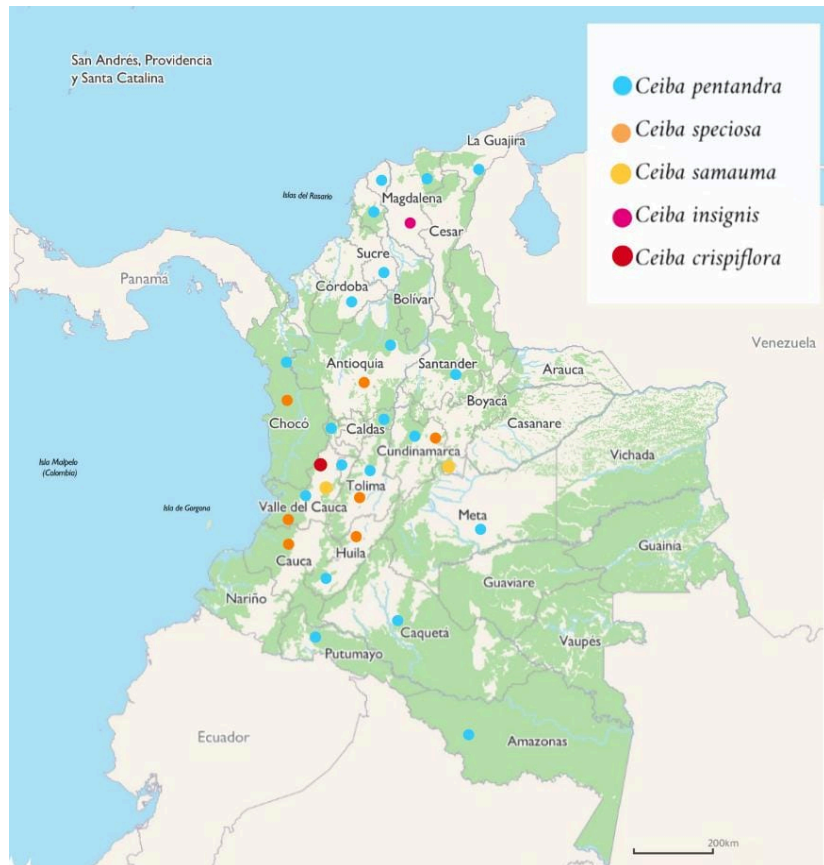 San Andrés, Providencia
y Santa Catalina
Ceiba pentandra
Ceiba speciosa
Ceiba samauma
Ceiba insignis
Ceiba crispiflora
La Guajira
Islas del Rosario
Magdalena
Cesar
Sucre
Panama
Córdoba
Bolívar
Venezuela
Antioquia
Santander
Arauca
Boyacá
Chocó
Caldas
Casanare
Cundinamarca
Vichada
Isla Malpelo
(Colombia)
Tolima
Isla de Gorgona
Valle del Cauca
Meta
Guainia
Cauca
Huila
Guaviare
Nariño
Caquetá
Vaupés
Putumayo
Ecuador
Amazonas
200km